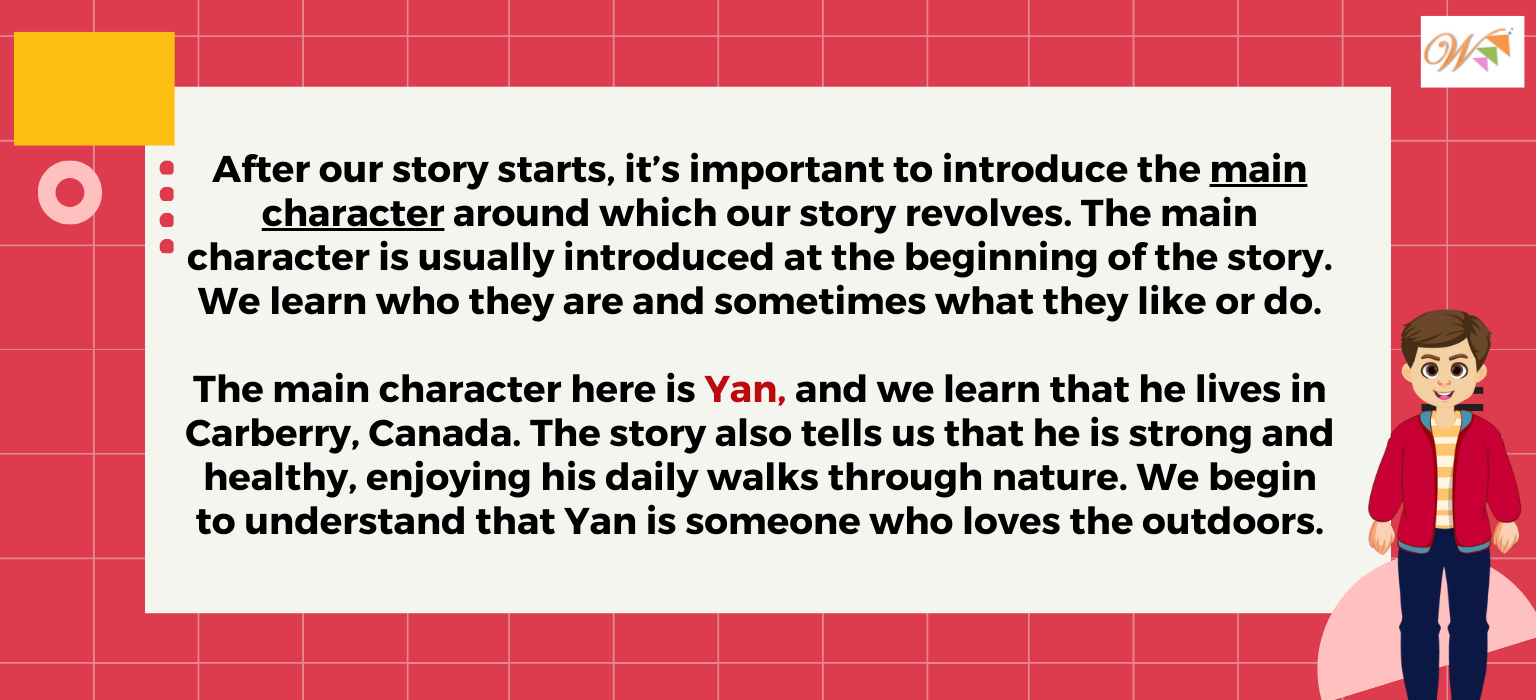 After our story starts, it’s important to introduce the main
character around which our story revolves. The main
character is usually introduced at the beginning of the story.
We learn who they are and sometimes what they like or do.
The main character here is Yan, and we learn that he lives in
Carberry, Canada. The story also tells us that he is strong and
healthy, enjoying his daily walks through nature. We begin
to understand that Yan is someone who loves the outdoors.